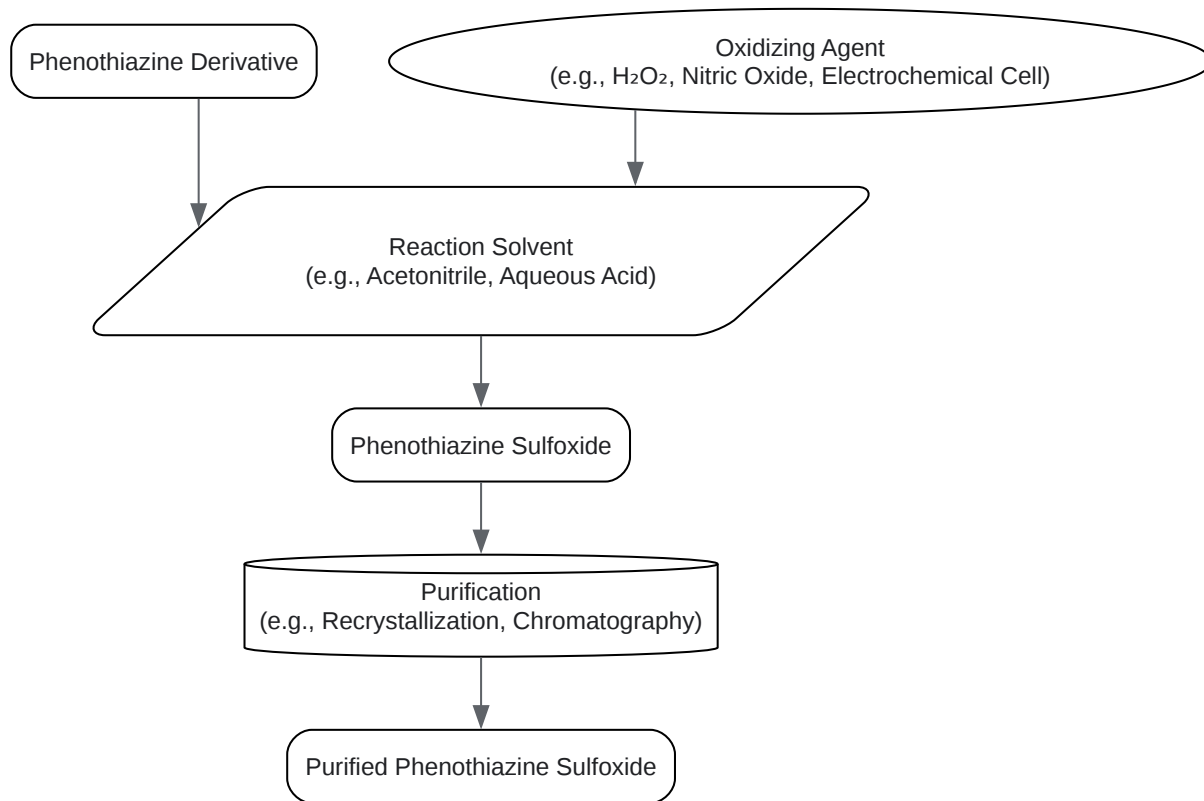 Phenothiazine Derivative
Oxidizing Agent
(e.g., H₂O₂, Nitric Oxide, Electrochemical Cell)
Reaction Solvent
(e.g., Acetonitrile, Aqueous Acid)
Phenothiazine Sulfoxide
Purification
(e.g., Recrystallization, Chromatography)
Purified Phenothiazine Sulfoxide